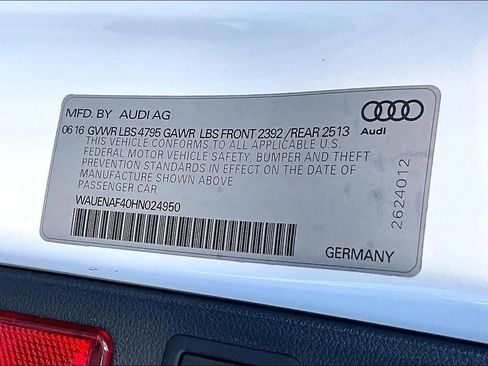 MFD. BY AUDI AG
06 16 GVWR LBS 4795 GAWR LBS FRONT 2392 /REAR 2513
THIS VEHICLE CONFORMS TO ALL APPLICABLE U.S.
FEDERAL MOTOR VEHICLE SAFETY, BUMPER AND THEFT
PREVENTION STANDARDS IN EFFECT ON THE DATE OF
MANUFACTURE SHOWN ABOVE
PASSENGER CAR
WAUENAF40HN024950
Audi
2624012
GERMANY